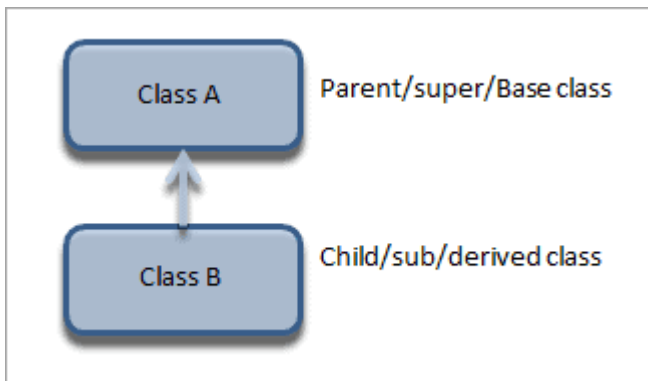 Class A
Parent/super/Base class
Class B
Child/sub/derived class